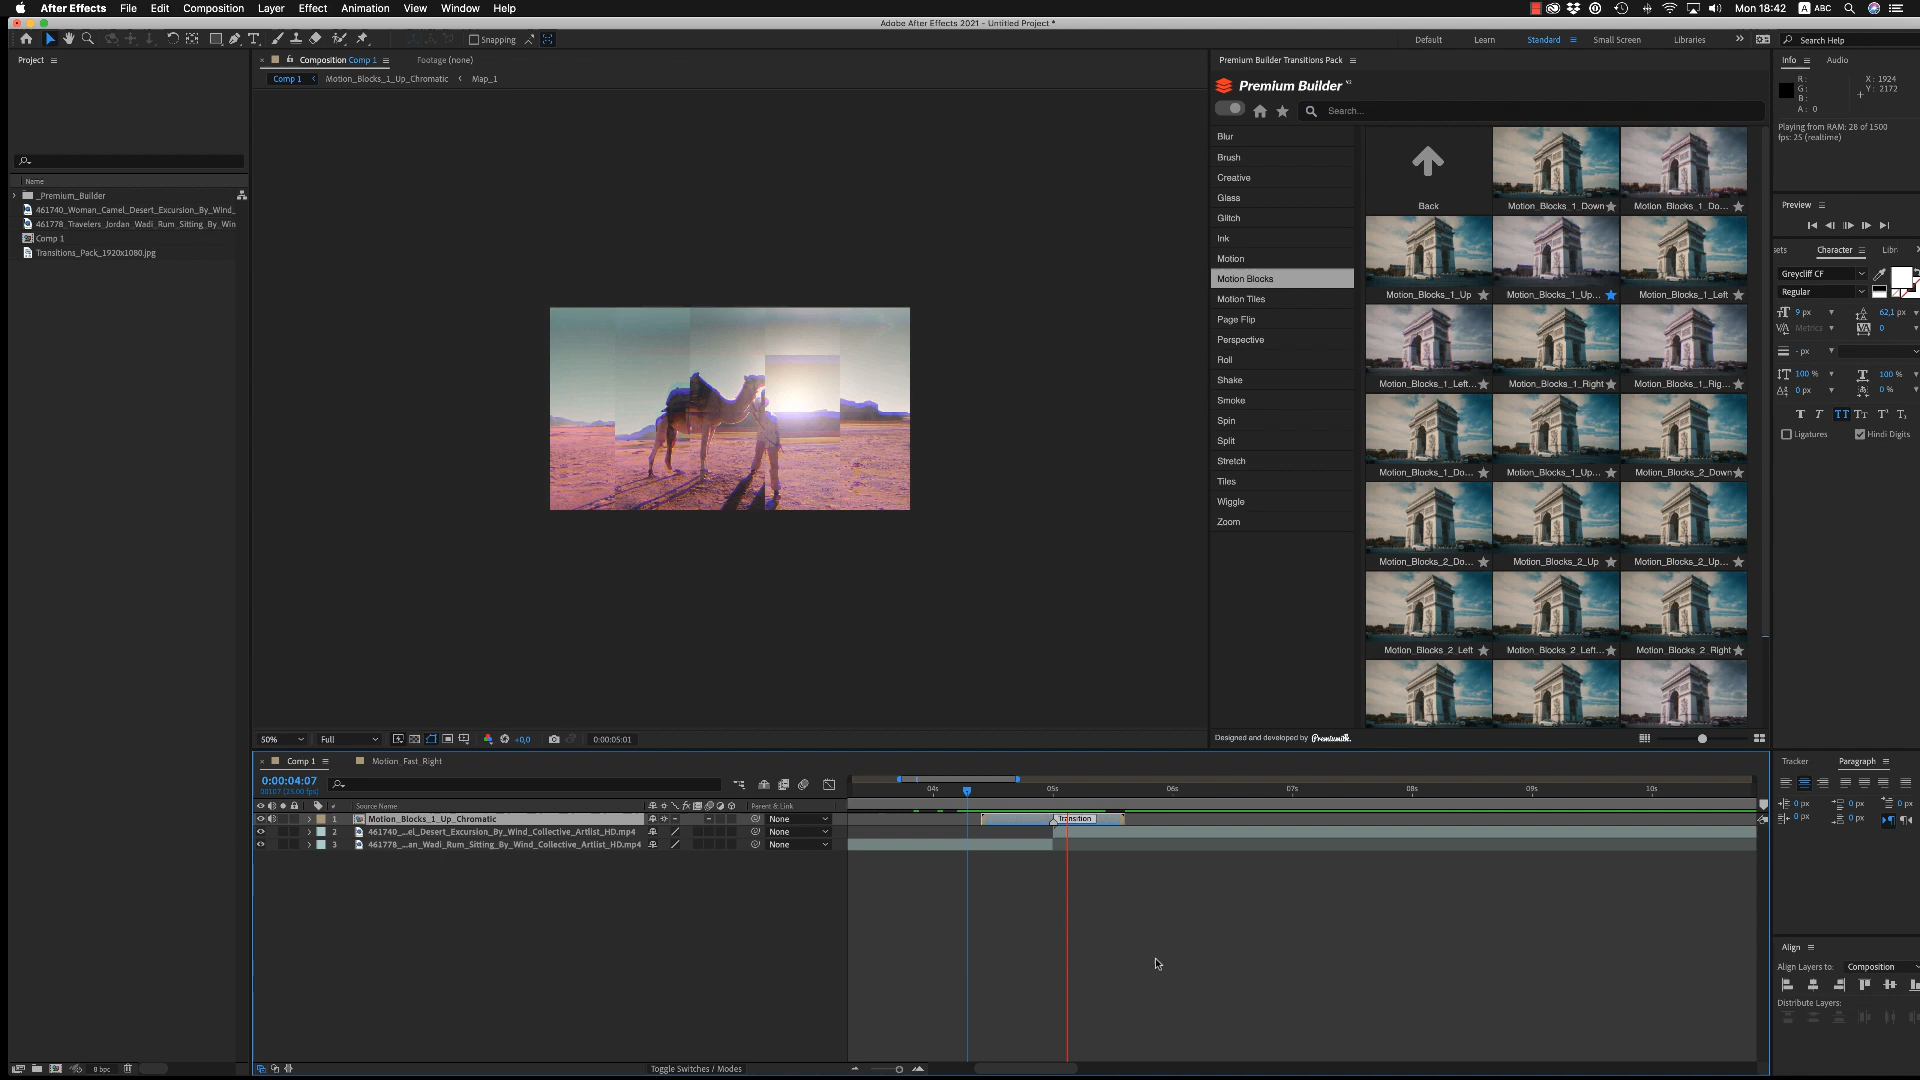 After Effects File Edit Composition Layer Effect Animation View Window Help
A ABC Mon 18:42
Adobe After Effects 2021 - Untitled Project *
Snapping
Default Learn Standard Small Screen Libraries
Search Help
Project
Name
_Premium_Builder
461740_Woman_Camel_Desert_Excursion_By_Wind_
461778_Travelers_Jordan_Wadi_Rum_Sitting_By_Win
Comp 1
Transitions_Pack_1920x1080.jpg
8 bpc
Composition Comp 1
Footage (none)
Comp 1 Motion_Blocks_1_Up_Chromatic Map_1
50% Full +0,0 0:00:05:01
Premium Builder Transitions Pack
Premium Builder V2
Search...
Blur
Brush
Creative
Glass
Glitch
Ink
Motion
Motion Blocks
Motion Tiles
Page Flip
Perspective
Roll
Shake
Smoke
Spin
Split
Stretch
Tiles
Wiggle
Zoom
Back Motion_Blocks_1_Down Motion_Blocks_1_Do...
Motion_Blocks_1_Up Motion_Blocks_1_Up... Motion_Blocks_1_Left
Motion_Blocks_1_Left... Motion_Blocks_1_Right Motion_Blocks_1_Rig...
Motion_Blocks_1_Do... Motion_Blocks_1_Up... Motion_Blocks_2_Down
Motion_Blocks_2_Do... Motion_Blocks_2_Up Motion_Blocks_2_Up...
Motion_Blocks_2_Left Motion_Blocks_2_Left... Motion_Blocks_2_Right
Designed and developed by Premiumilk.
Info Audio
R:
G:
B:
A: 0
X: 1924
Y: 2172
Playing from RAM: 28 of 1500
fps: 25 (realtime)
Preview
sets Character Libr
Greycliff CF
Regular
9 px 62,1 px
Metrics 0
- px
100 % 100 %
0 px 0 %
Ligatures Hindi Digits
Tracker Paragraph
0 px 0 px 0 px
0 px 0 px
Align
Align Layers to: Composition
Distribute Layers:
Comp 1 Motion_Fast_Right
0:00:04:07
00107 (25.00 fps)
# Source Name Parent & Link
1 Motion_Blocks_1_Up_Chromatic None
2 461740_...el_Desert_Excursion_By_Wind_Collective_Artlist_HD.mp4 None
3 461778_...an_Wadi_Rum_Sitting_By_Wind_Collective_Artlist_HD.mp4 None
04s 05s 06s 07s 08s 09s 10s
Transition
Toggle Switches / Modes